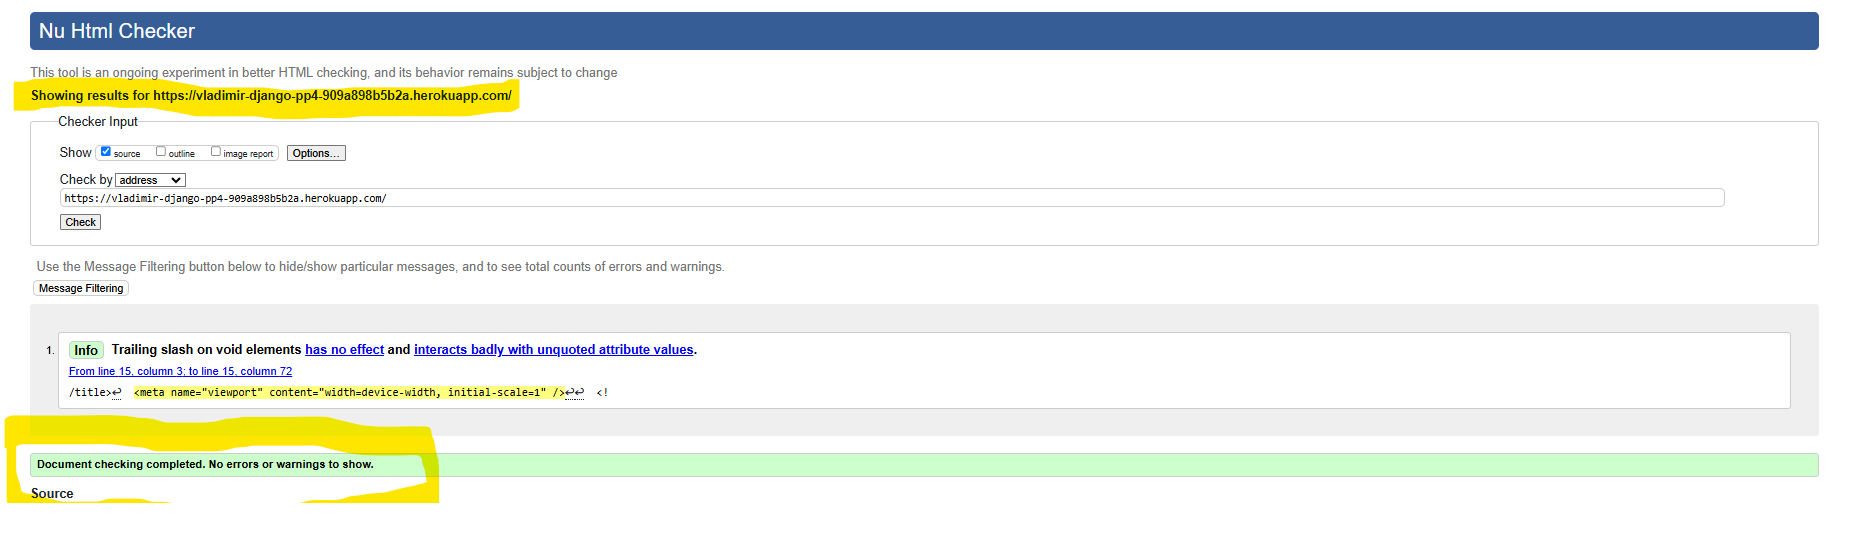 Nu Html Checker
This tool is an ongoing experiment in better HTML checking, and its behavior remains subject to change
Showing results for https://vladimir-django-pp4-909a898b5b2a.herokuapp.com/
Checker Input
Show source outline image report Options...
Check by address
https://vladimir-django-pp4-909a898b5b2a.herokuapp.com/
Check
Use the Message Filtering button below to hide/show particular messages, and to see total counts of errors and warnings.
Message Filtering
1. Info Trailing slash on void elements has no effect and interacts badly with unquoted attribute values.
From line 15, column 3; to line 15, column 72
/title>↩ <meta name="viewport" content="width=device-width, initial-scale=1" />↩↩ <!
Document checking completed. No errors or warnings to show.
Source